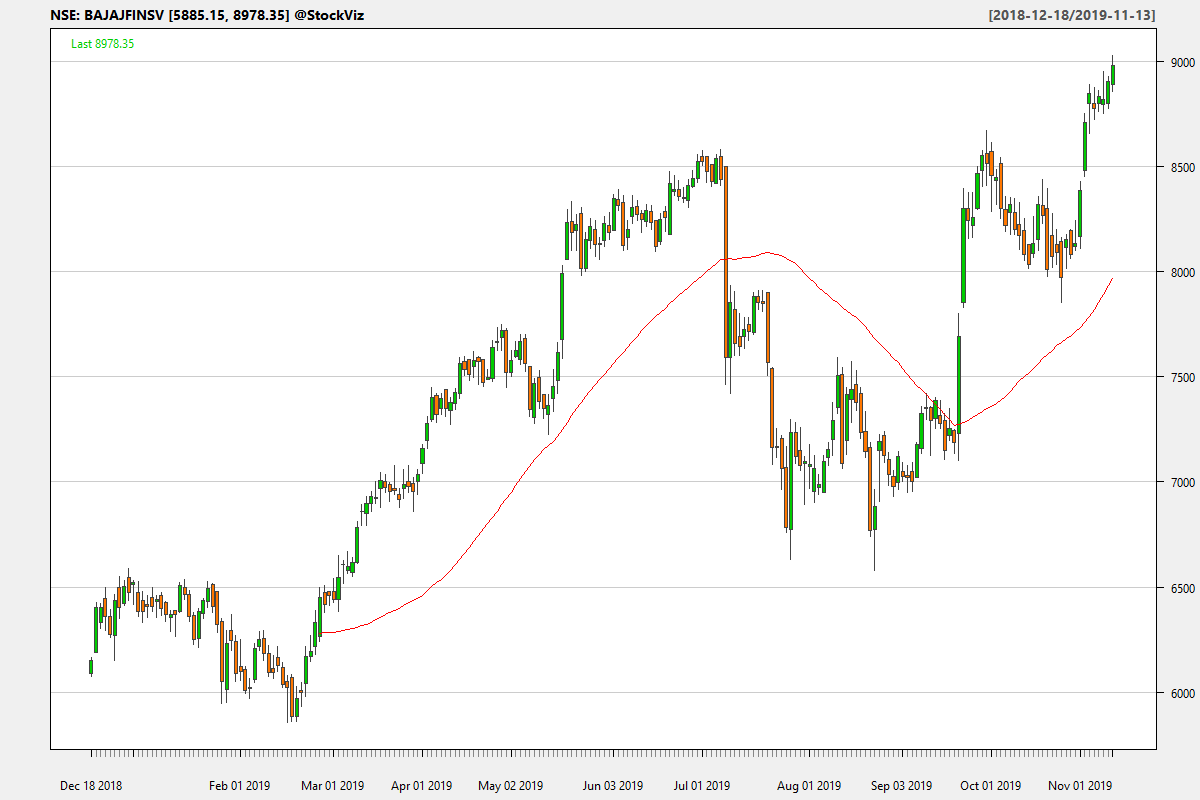 NSE: BAJAJFINSV [5885.15, 8978.35] @StockViz [2018-12-18/2019-11-13]
Last 8978.35
9000
8500
8000
7500
7000
6500
6000
Dec 18 2018 Feb 01 2019 Mar 01 2019 Apr 01 2019 May 02 2019 Jun 03 2019 Jul 01 2019 Aug 01 2019 Sep 03 2019 Oct 01 2019 Nov 01 2019